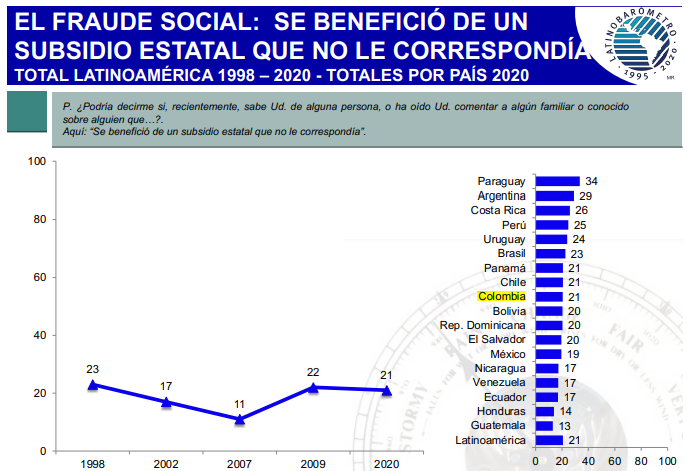 EL FRAUDE SOCIAL: SE BENEFICIÓ DE UN
SUBSIDIO ESTATAL QUE NO LE CORRESPONDÍA
TOTAL LATINOAMÉRICA 1998 – 2020 - TOTALES POR PAÍS 2020
LATINOBARÓMETRO
1995 - 2020
P. ¿Podría decirme si, recientemente, sabe Ud. de alguna persona, o ha oído Ud. comentar a algún familiar o conocido
sobre alguien que…?.
Aquí: “Se benefició de un subsidio estatal que no le correspondía”.
100
80
60
40
20
0
23
17
11
22
21
1998
2002
2007
2009
2020
Paraguay 34
Argentina 29
Costa Rica 26
Perú 25
Uruguay 24
Brasil 23
Panamá 21
Chile 21
Colombia 21
Bolivia 20
Rep. Dominicana 20
El Salvador 20
México 19
Nicaragua 17
Venezuela 17
Ecuador 17
Honduras 14
Guatemala 13
Latinoamérica 21
0 20 40 60 80 100
STORMY
FAIR